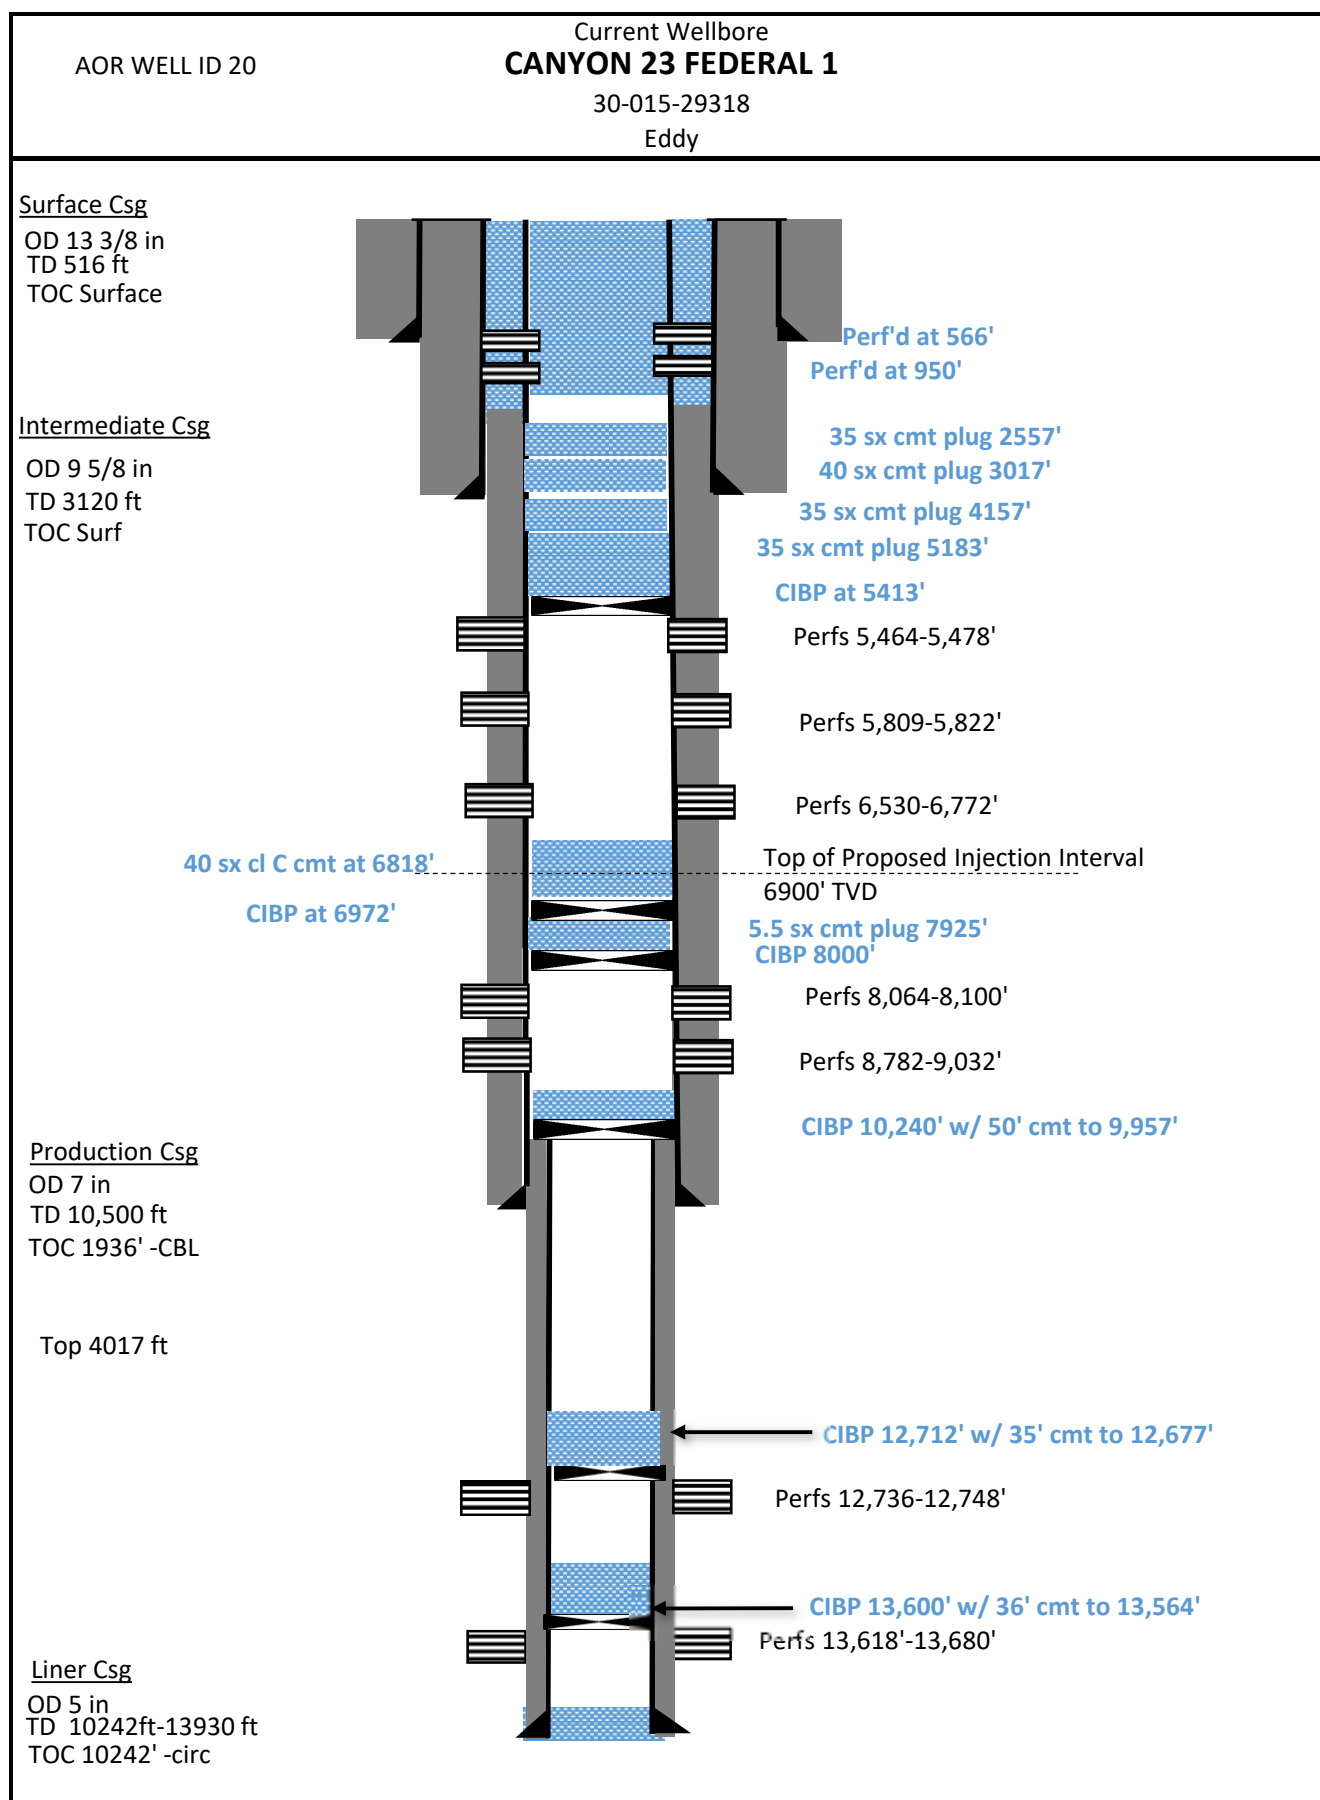 Current Wellbore
AOR WELL ID 20
CANYON 23 FEDERAL 1
30-015-29318
Eddy
Surface Csg
OD 13 3/8 in
TD 516 ft
TOC Surface
Perf'd at 566'
Perf'd at 950'
Intermediate Csg
OD 9 5/8 in
TD 3120 ft
TOC Surf
35 sx cmt plug 2557'
40 sx cmt plug 3017'
35 sx cmt plug 4157'
35 sx cmt plug 5183'
CIBP at 5413'
Perfs 5,464-5,478'
Perfs 5,809-5,822'
Perfs 6,530-6,772'
40 sx cl C cmt at 6818'
Top of Proposed Injection Interval
6900' TVD
CIBP at 6972'
5.5 sx cmt plug 7925'
CIBP 8000'
Perfs 8,064-8,100'
Perfs 8,782-9,032'
CIBP 10,240' w/ 50' cmt to 9,957'
Production Csg
OD 7 in
TD 10,500 ft
TOC 1936' -CBL
Top 4017 ft
CIBP 12,712' w/ 35' cmt to 12,677'
Perfs 12,736-12,748'
CIBP 13,600' w/ 36' cmt to 13,564'
Perfs 13,618'-13,680'
Liner Csg
OD 5 in
TD  10242ft-13930 ft
TOC 10242' -circ